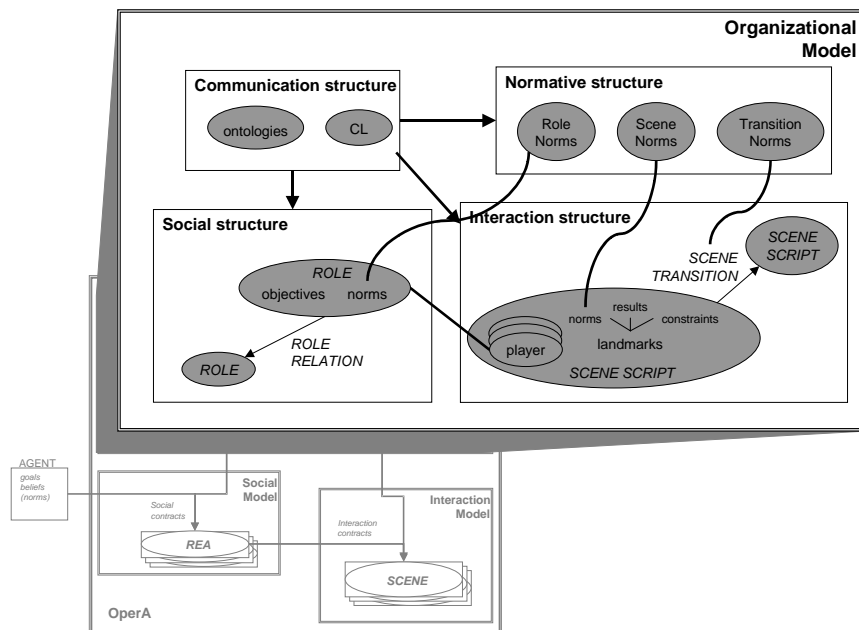 Organizational
Model
Communication structure
ontologies
CL
Normative structure
Role
Norms
Scene
Norms
Transition
Norms
Social structure
ROLE
objectives norms
ROLE
RELATION
ROLE
Interaction structure
SCENE
TRANSITION
SCENE
SCRIPT
results
norms constraints
landmarks
player
SCENE SCRIPT
AGENT
goals
beliefs
(norms)
Social
Model
Social
contracts
REA
Interaction
Model
Interaction
contracts
SCENE
OperA